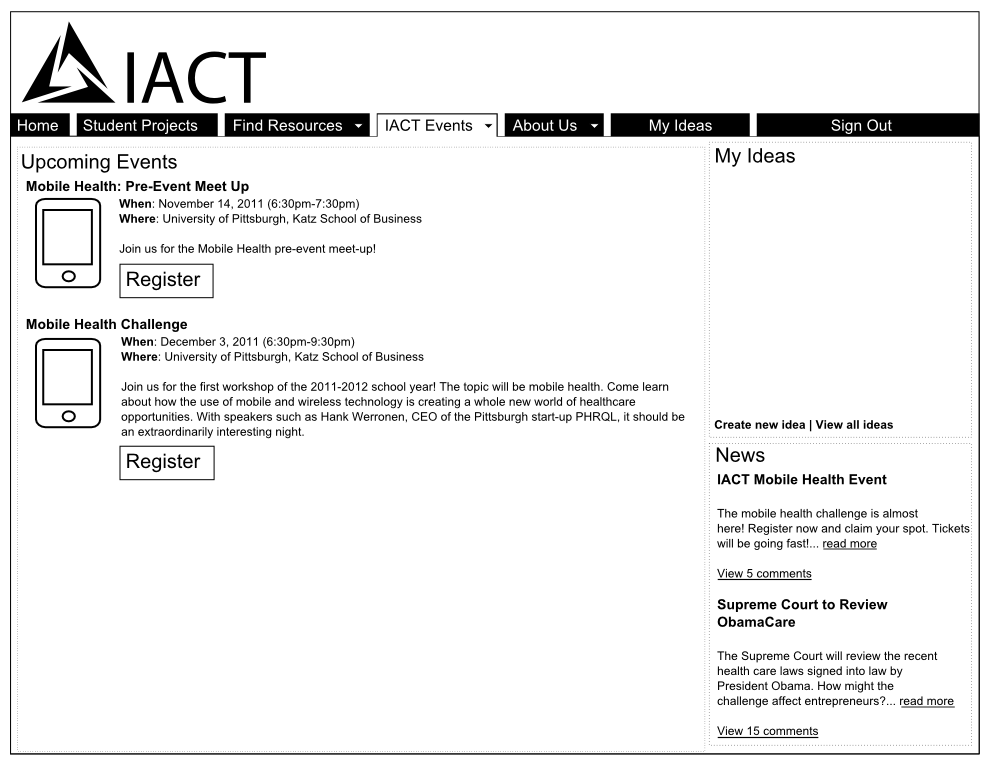 IACT
Home
Student Projects
Find Resources
IACT Events
About Us
My Ideas
Sign Out
Upcoming Events
Mobile Health: Pre-Event Meet Up
When: November 14, 2011 (6:30pm-7:30pm)
Where: University of Pittsburgh, Katz School of Business
Join us for the Mobile Health pre-event meet-up!
Register
Mobile Health Challenge
When: December 3, 2011 (6:30pm-9:30pm)
Where: University of Pittsburgh, Katz School of Business
Join us for the first workshop of the 2011-2012 school year! The topic will be mobile health. Come learn
about how the use of mobile and wireless technology is creating a whole new world of healthcare
opportunities. With speakers such as Hank Werronen, CEO of the Pittsburgh start-up PHRQL, it should be
an extraordinarily interesting night.
Register
My Ideas
Create new idea | View all ideas
News
IACT Mobile Health Event
The mobile health challenge is almost
here! Register now and claim your spot. Tickets
will be going fast!... read more
View 5 comments
Supreme Court to Review
ObamaCare
The Supreme Court will review the recent
health care laws signed into law by
President Obama. How might the
challenge affect entrepreneurs?... read more
View 15 comments